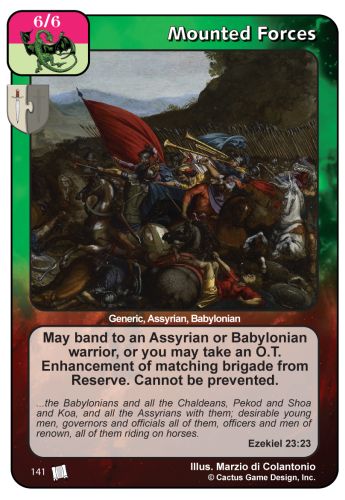 6/6
Mounted Forces
Generic, Assyrian, Babylonian
May band to an Assyrian or Babylonian
warrior, or you may take an O.T.
Enhancement of matching brigade from
Reserve. Cannot be prevented.
...the Babylonians and all the Chaldeans, Pekod and Shoa
and Koa, and all the Assyrians with them; desirable young
men, governors and officials all of them, officers and men of
renown, all of them riding on horses.
Ezekiel 23:23
141
Illus. Marzio di Colantonio
© Cactus Game Design, Inc.